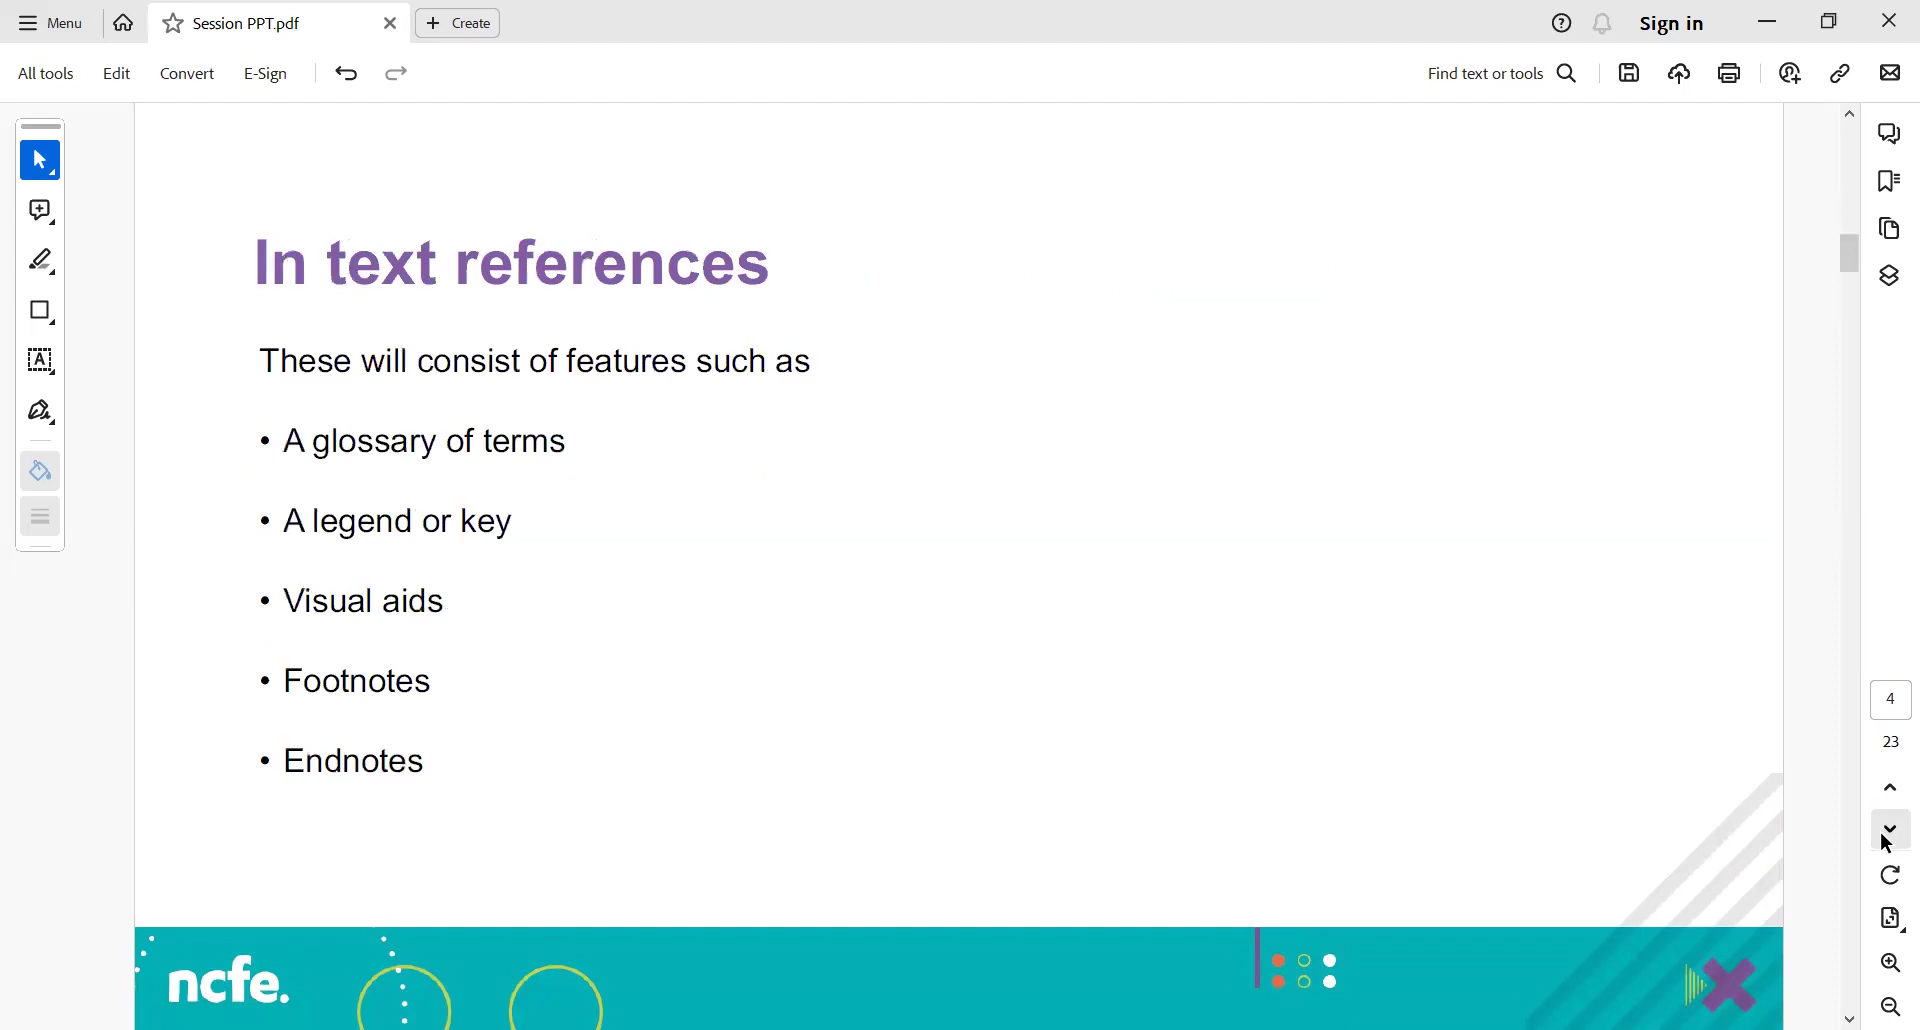 Menu
Session PPT.pdf
Create
Sign in
All tools
Edit
Convert
E-Sign
Find text or tools
In text references
These will consist of features such as
• A glossary of terms
• A legend or key
• Visual aids
• Footnotes
• Endnotes
4
23
ncfe.